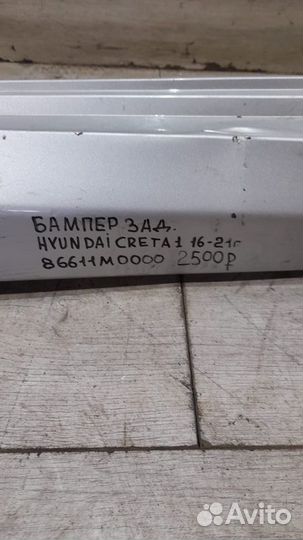 БАМПЕР ЗАД.
HYUNDAI CRETA 1 16-21г
86611M0000 2500р
Avito